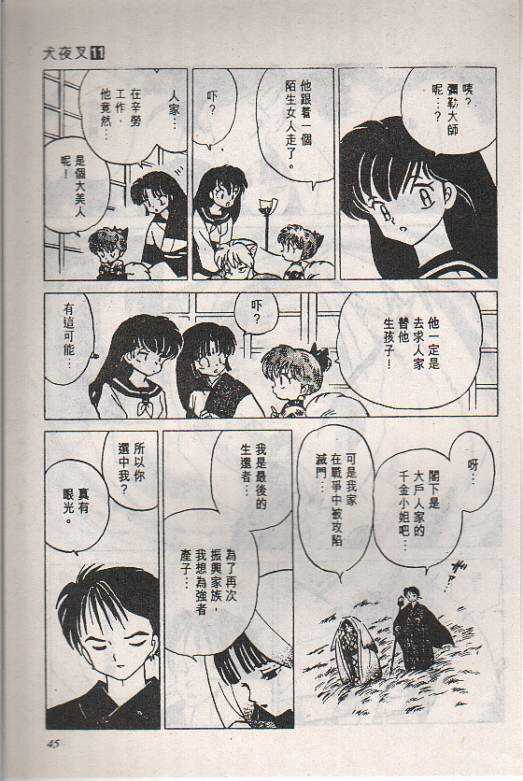 犬夜叉11
咦?
彌勒大師
呢…?
他跟着一個
陌生女人走了。
吓?
人家…
在辛勞
工作,
他竟然…
是個大美人
呢!
他一定是
去求人家
替他
生孩子!
吓?
有這可能…
呀…
閣下是
大戶人家的
千金小姐吧…
可是我家
在戰爭中被攻陷
滅門…
我是最後的
生還者…
為了再次
振興家族,
我想為強者
產子…
所以你
選中我?
真有
眼光。
45